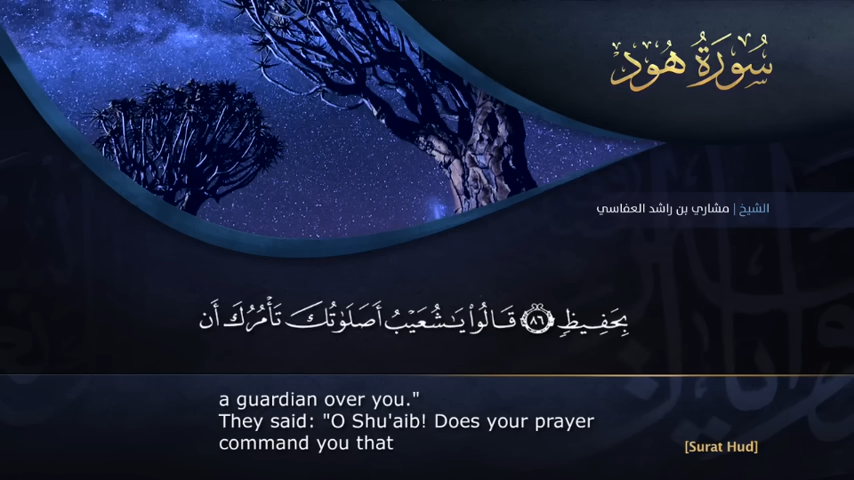 سُورَةُ هُود
الشيخ | مشاري بن راشد العفاسي
بِحَفِيظٍ ٨٦ قَالُوا۟ يَـٰشُعَيْبُ أَصَلَوٰتُكَ تَأْمُرُكَ أَن
a guardian over you."
They said: "O Shu'aib! Does your prayer
command you that
[Surat Hud]